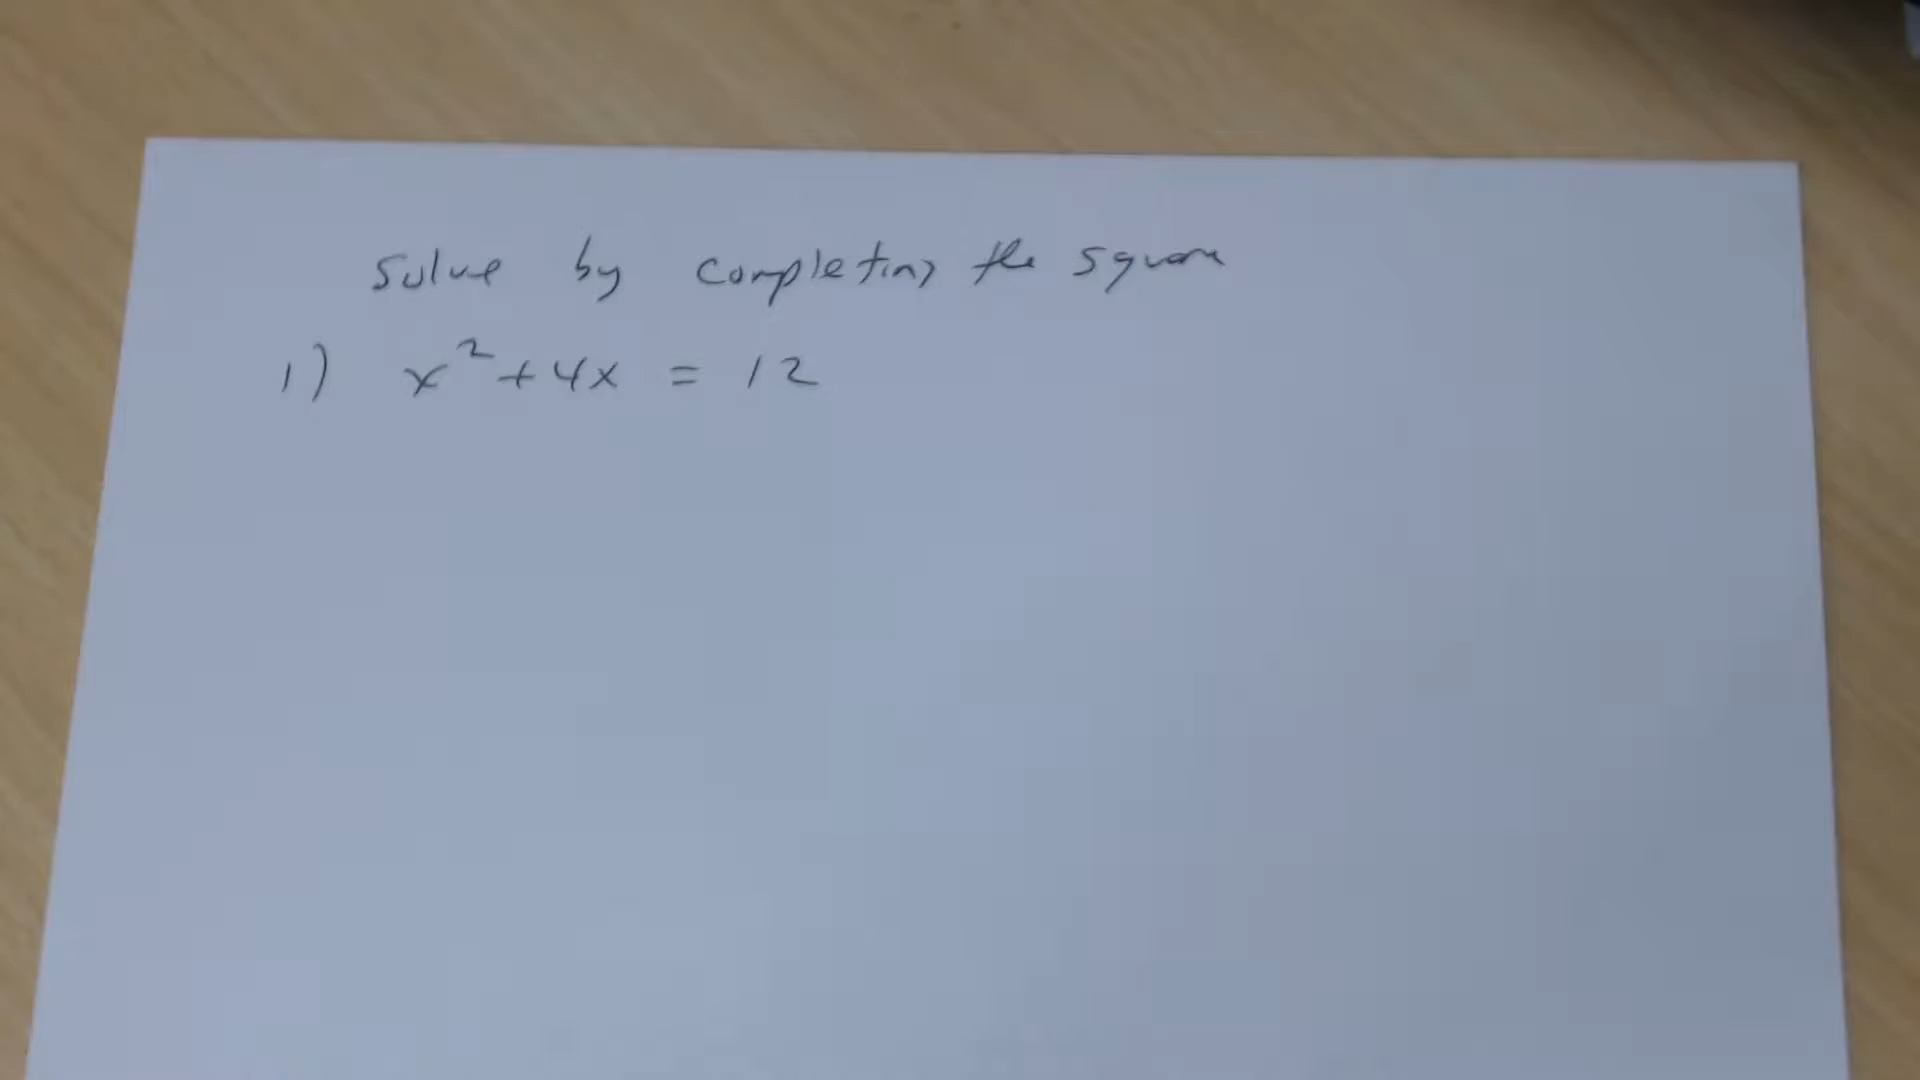 solve by completing the square
1) x² + 4x = 12